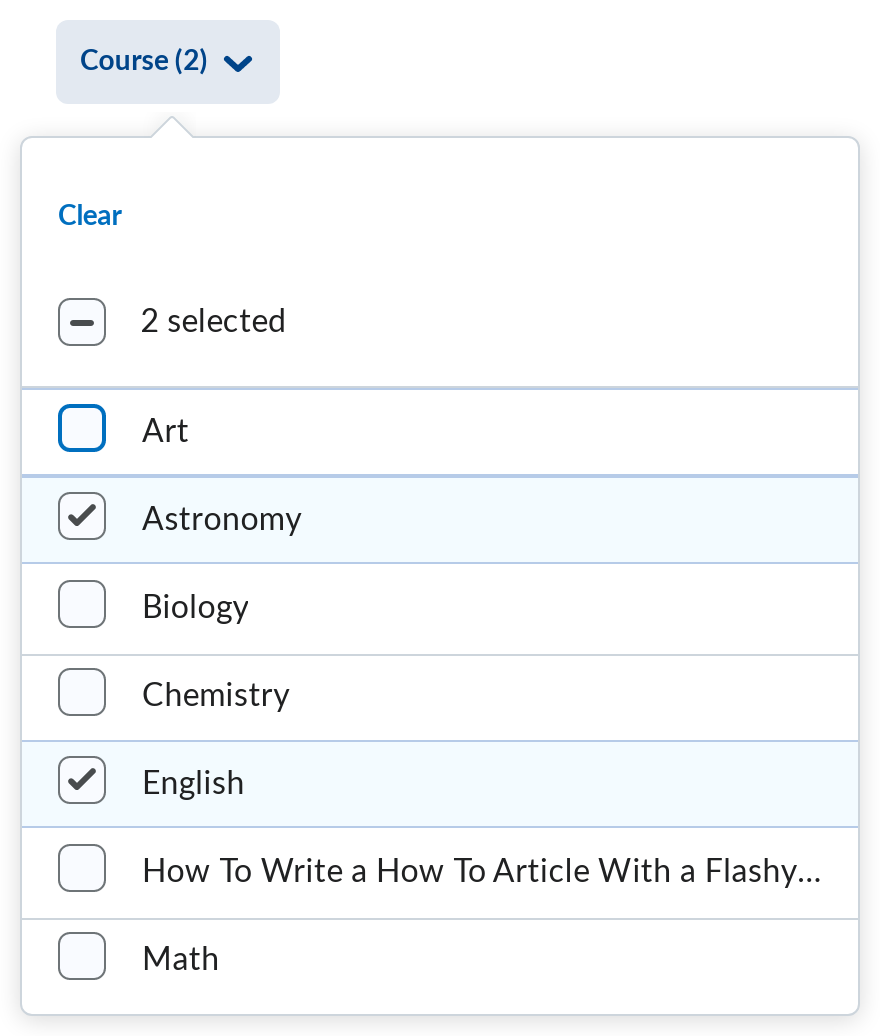 Course (2)
Clear
2 selected
Art
Astronomy
Biology
Chemistry
English
How To Write a How To Article With a Flashy...
Math